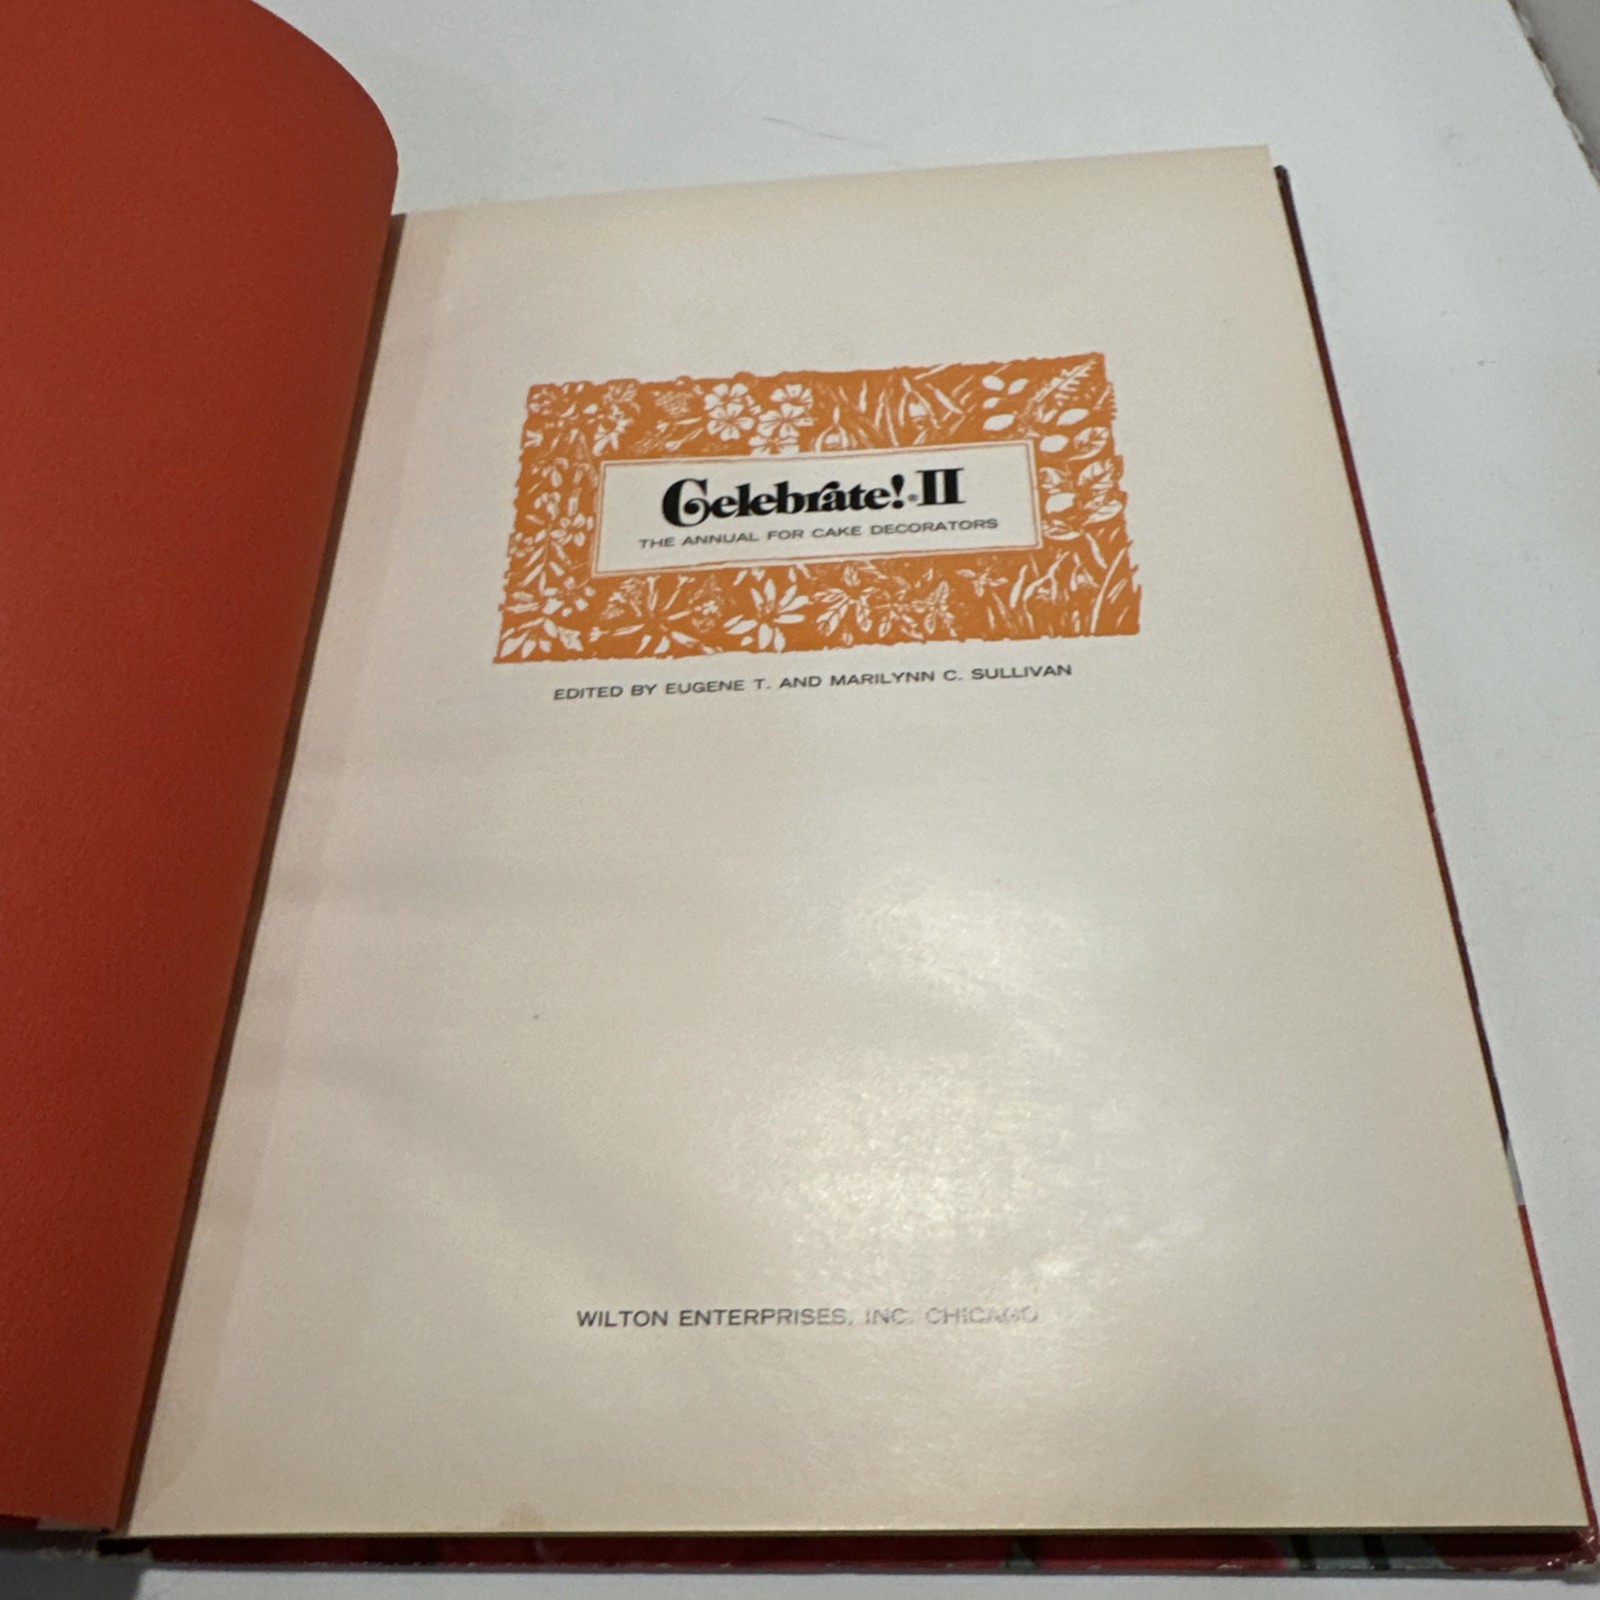 Celebrate!® II
THE ANNUAL FOR CAKE DECORATORS
EDITED BY EUGENE T. AND MARILYNN C. SULLIVAN
WILTON ENTERPRISES, INC. CHICAGO